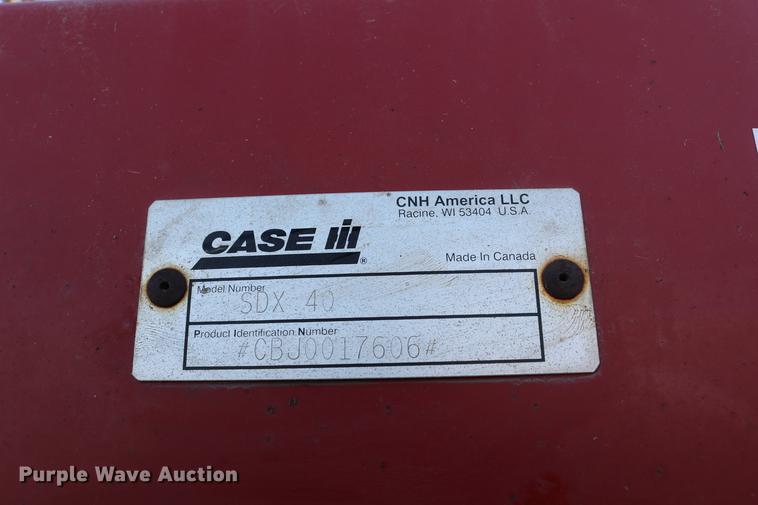 CNH America LLC
Racine, WI 53404 U.S.A.
CASE IH
®
Made In Canada
Model Number
SDX 40
Product Identification Number
#CBJ0017606#
Purple Wave Auction